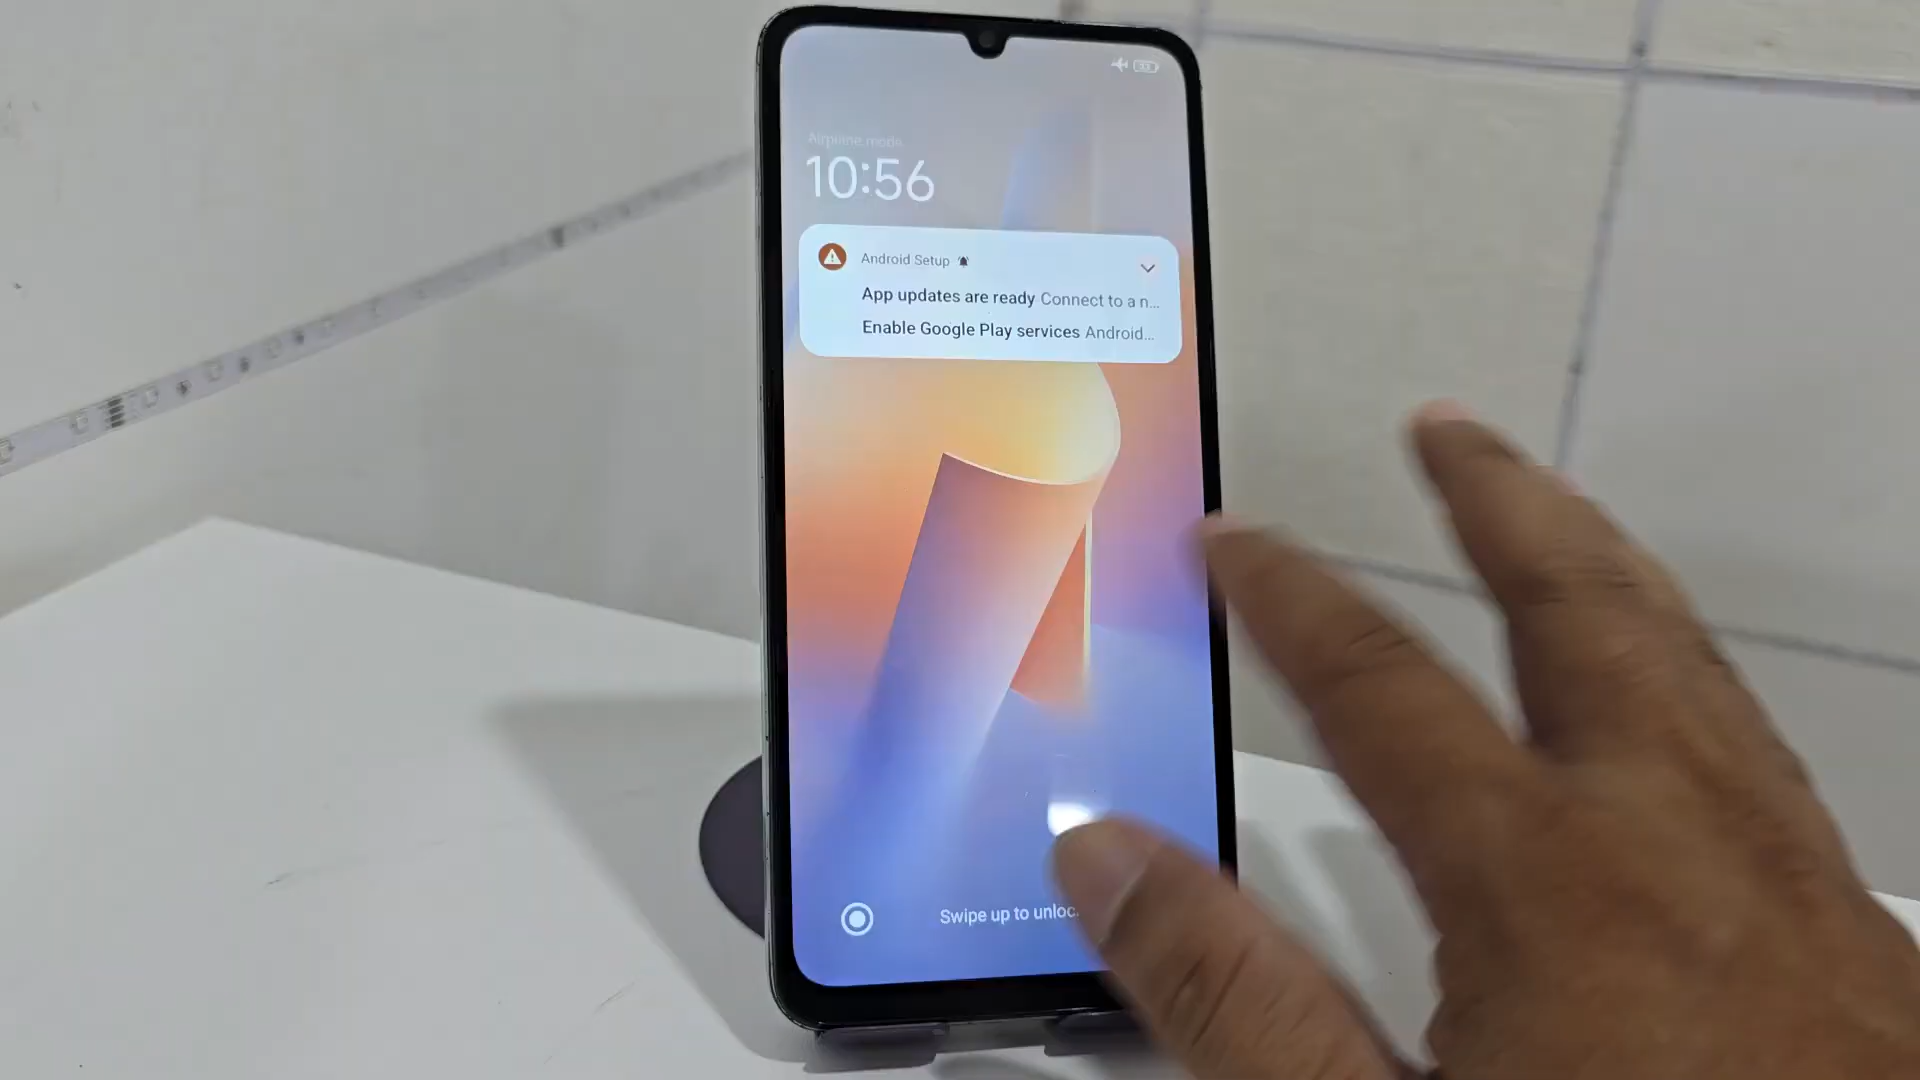 Airplane mode
10:56
Android Setup
App updates are ready Connect to a n...
Enable Google Play services Android...
Swipe up to unloc